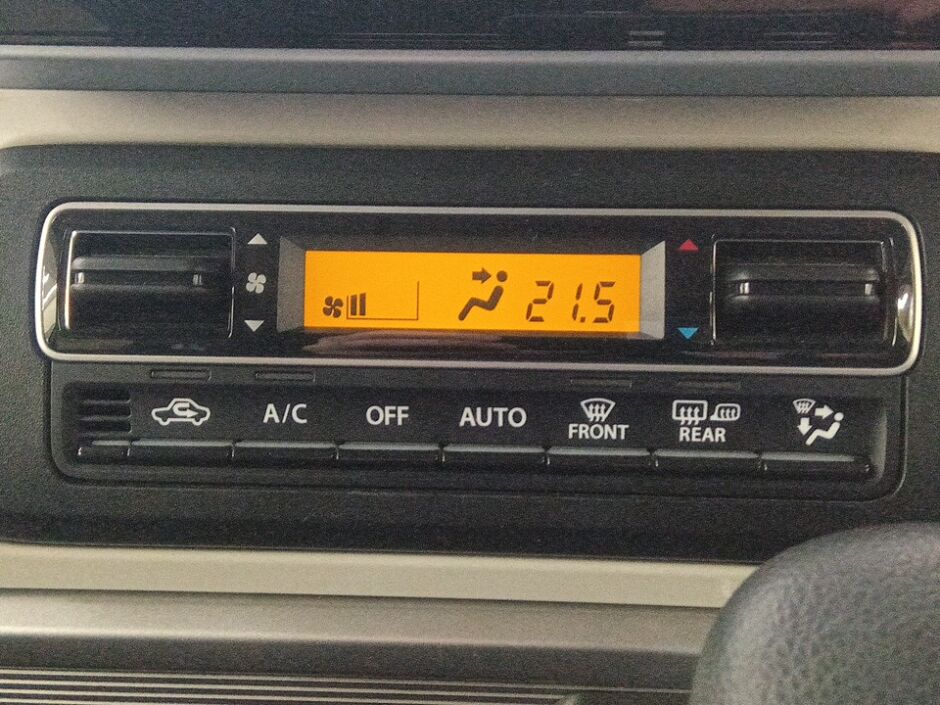 21.5
A/C OFF AUTO
FRONT REAR